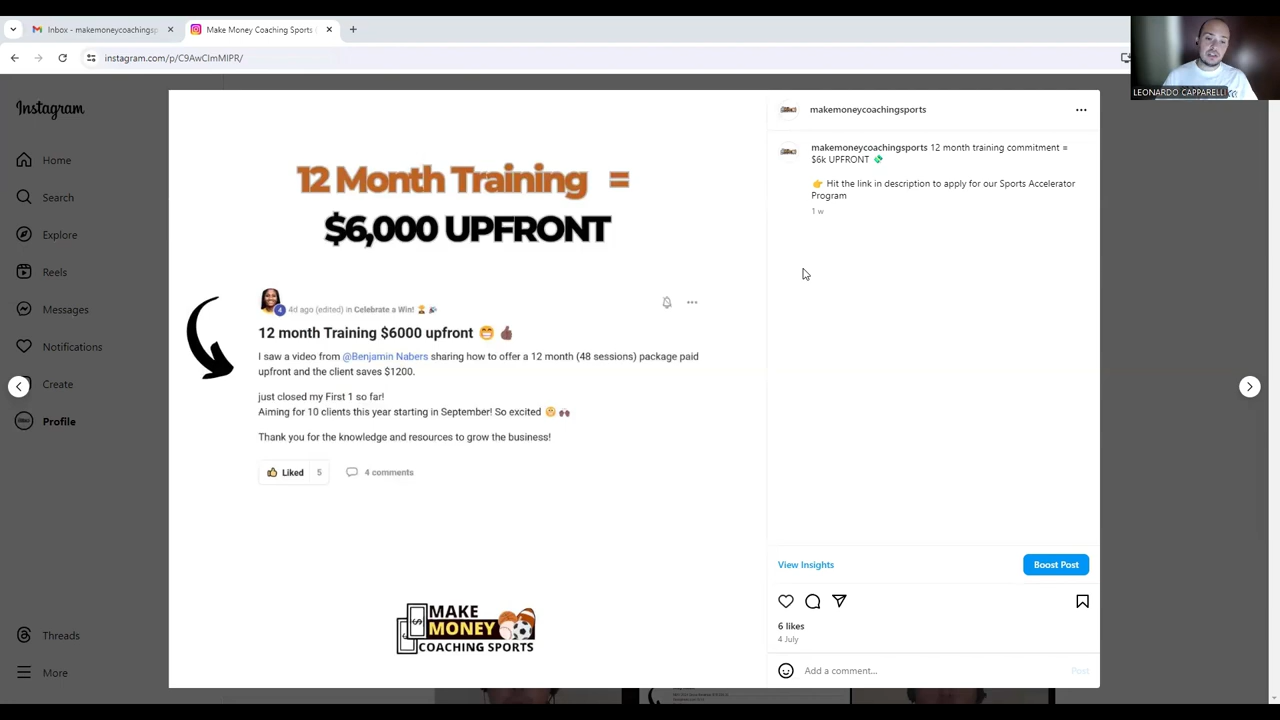 Inbox - makemoneycoachingsp
Make Money Coaching Sports
instagram.com/p/C9AwCImMIPR/
LEONARDO CAPPARELLI
Instagram
Home
Search
Explore
Reels
Messages
Notifications
Create
Profile
Threads
More
12 Month Training =
$6,000 UPFRONT
4
4d ago (edited) in Celebrate a Win! 🏆 🎉
12 month Training $6000 upfront 😁 👍🏾
I saw a video from @Benjamin Nabers sharing how to offer a 12 month (48 sessions) package paid
upfront and the client saves $1200.
just closed my First 1 so far!
Aiming for 10 clients this year starting in September! So excited 🤭 🙌🏾
Thank you for the knowledge and resources to grow the business!
Liked 5
4 comments
MAKE
MONEY
COACHING SPORTS
makemoneycoachingsports
makemoneycoachingsports 12 month training commitment =
$6k UPFRONT 💸
👉 Hit the link in description to apply for our Sports Accelerator
Program
1 w
View Insights
Boost Post
6 likes
4 July
Add a comment...
Post